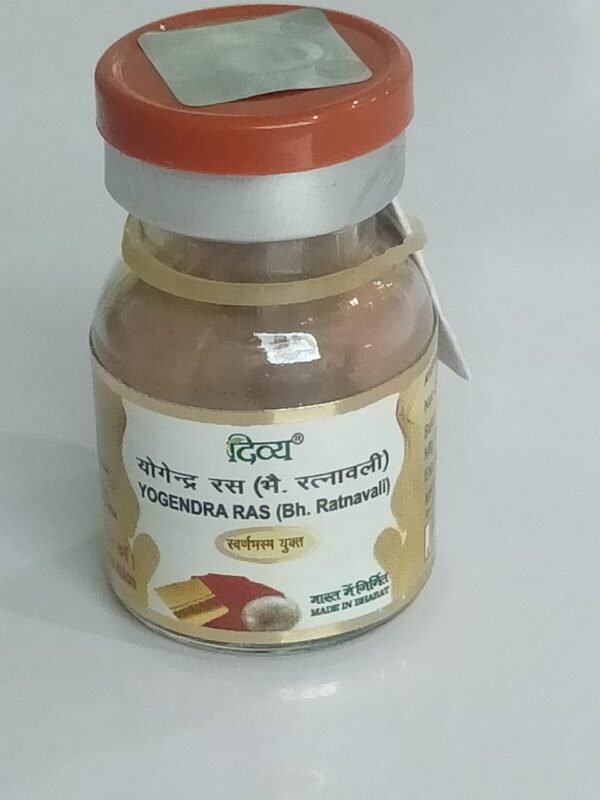 दिव्य®
योगेन्द्र रस (भै. रत्नावली)
YOGENDRA RAS (Bh. Ratnavali)
स्वर्णभस्म युक्त
भारत में निर्मित
MADE IN BHARAT